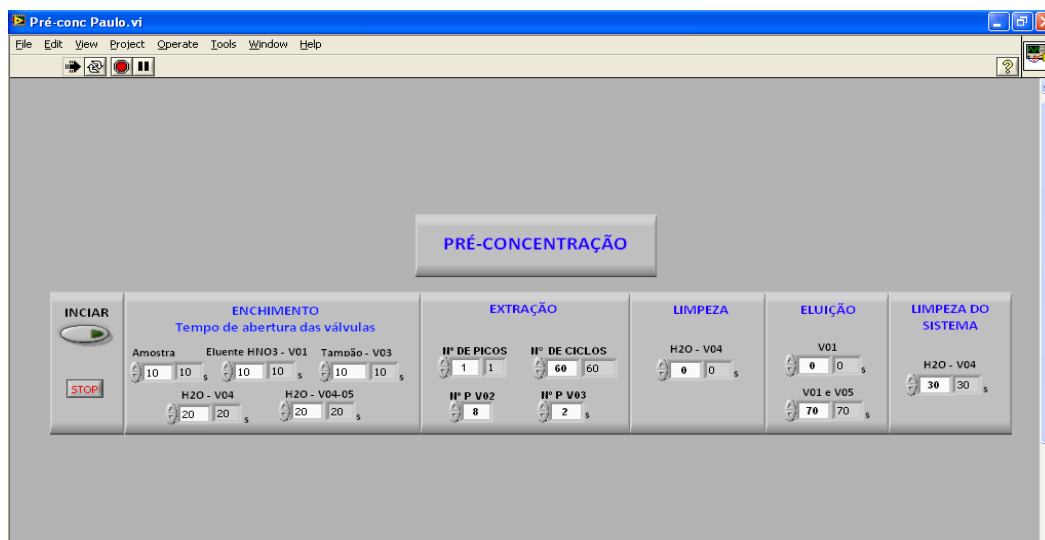 Pré-conc Paulo.vi
File Edit View Project Operate Tools Window Help
PRÉ-CONCENTRAÇÃO
INCIAR
STOP
ENCHIMENTO
Tempo de abertura das válvulas
Amostra Eluente HNO3 - V01 Tampão - V03
10 10 s 10 10 s 10 10 s
H2O - V04 H2O - V04-05
20 20 s 20 20 s
EXTRAÇÃO
Nº DE PICOS Nº DE CICLOS
1 1 60 60
Nº P V02 Nº P V03
8 2 s
LIMPEZA
H2O - V04
0 0 s
ELUIÇÃO
V01
0 0 s
V01 e V05
70 70 s
LIMPEZA DO
SISTEMA
H2O - V04
30 30 s